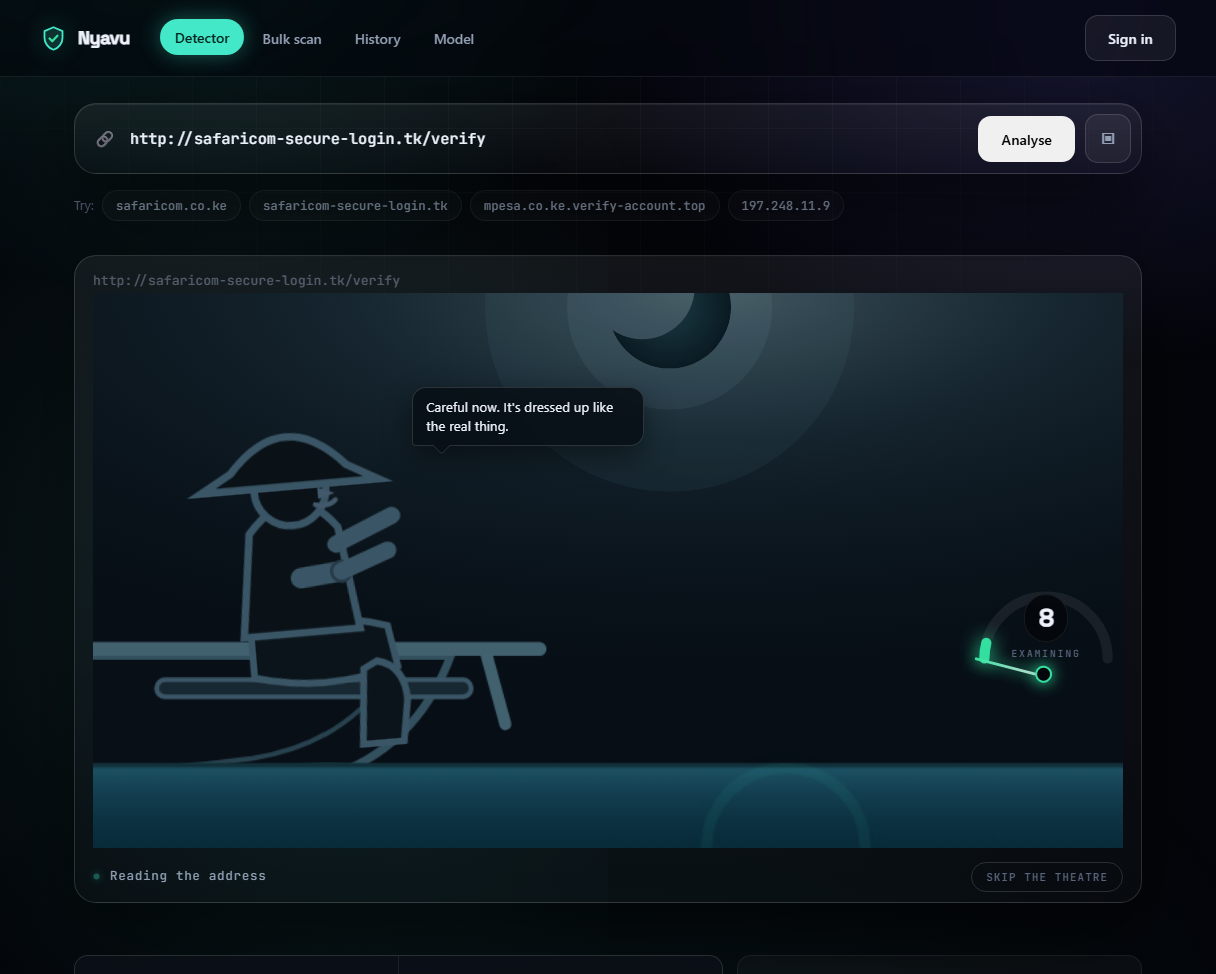 Nyavu
Detector
Bulk scan
History
Model
Sign in
http://safaricom-secure-login.tk/verify
Analyse
Try:
safaricom.co.ke
safaricom-secure-login.tk
mpesa.co.ke.verify-account.top
197.248.11.9
http://safaricom-secure-login.tk/verify
Careful now. It's dressed up like
the real thing.
8
EXAMINING
Reading the address
SKIP THE THEATRE